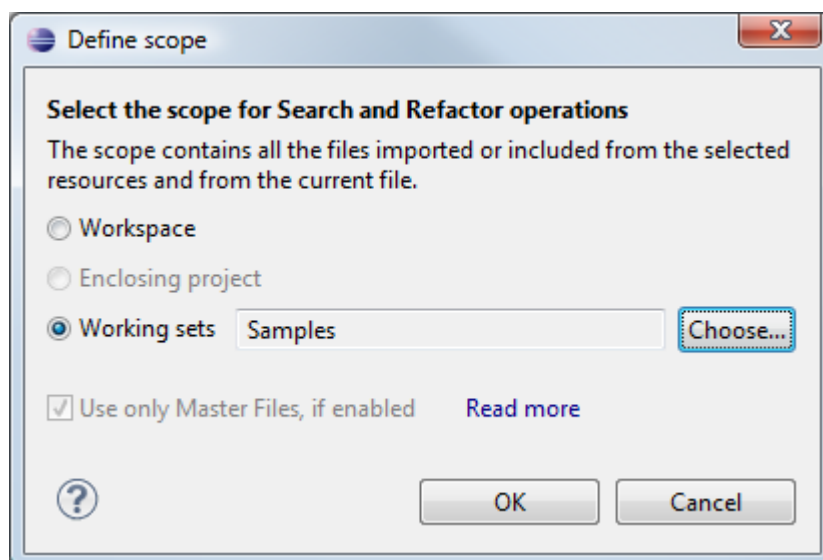 Define scope
Select the scope for Search and Refactor operations
The scope contains all the files imported or included from the selected
resources and from the current file.
Workspace
Enclosing project
Working sets Samples Choose...
Use only Master Files, if enabled Read more
? OK Cancel